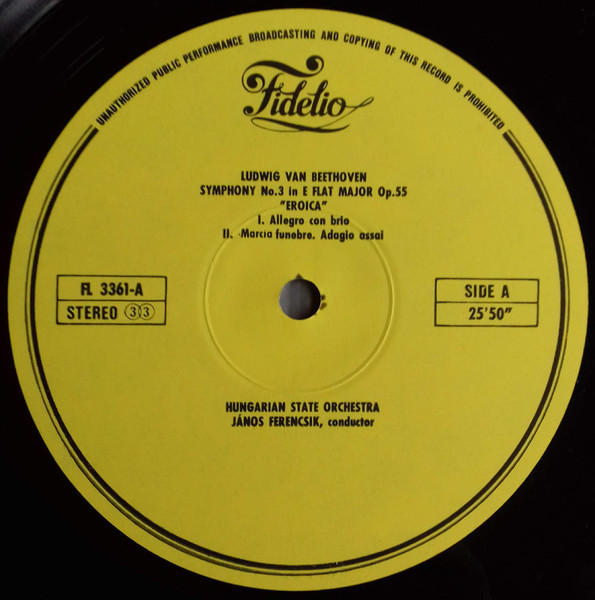 UNAUTHORIZED PUBLIC PERFORMANCE BROADCASTING AND COPYING OF THIS RECORD IS PROHIBITED
Fidelio
LUDWIG VAN BEETHOVEN
SYMPHONY No.3 in E FLAT MAJOR Op.55
"EROICA"
I. Allegro con brio
II. Marcia funebre. Adagio assai
FL 3361-A
STEREO 33
SIDE A
25'50"
HUNGARIAN STATE ORCHESTRA
JÁNOS FERENCSIK, conductor